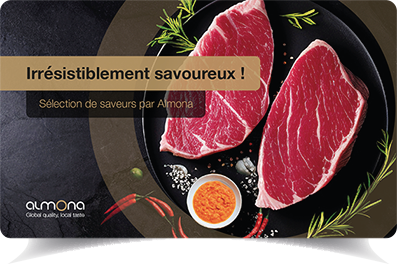 Irrésistiblement savoureux !
Sélection de saveurs par Almona
almona
Global quality, local taste